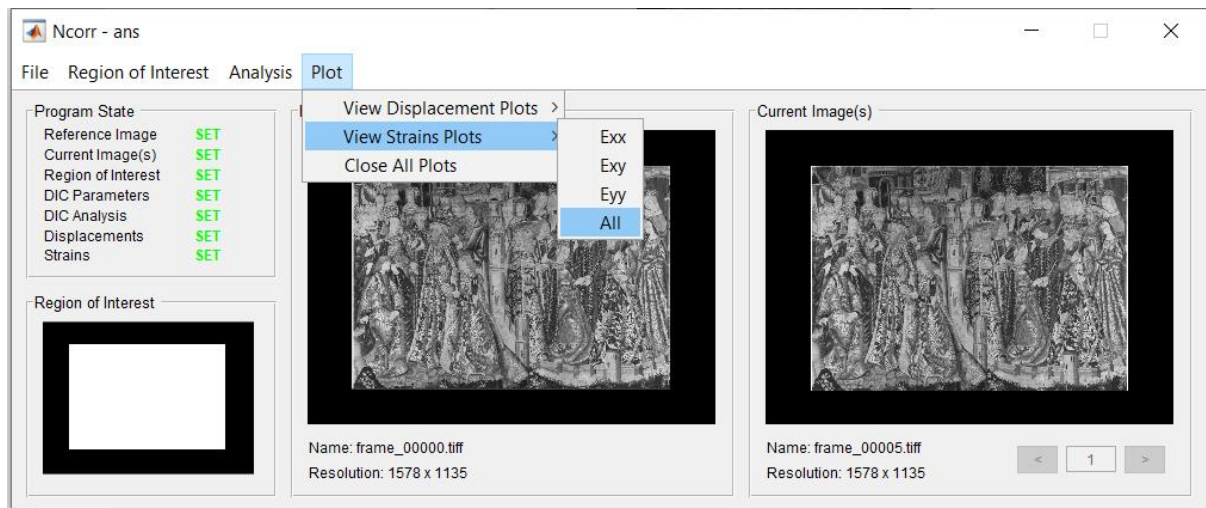 Ncorr - ans
File Region of Interest Analysis Plot
View Displacement Plots >
View Strains Plots >
Close All Plots
Exx
Exy
Eyy
All
Program State
Reference Image SET
Current Image(s) SET
Region of Interest SET
DIC Parameters SET
DIC Analysis SET
Displacements SET
Strains SET
Region of Interest
Name: frame_00000.tiff
Resolution: 1578 x 1135
Current Image(s)
Name: frame_00005.tiff
Resolution: 1578 x 1135
< 1 >